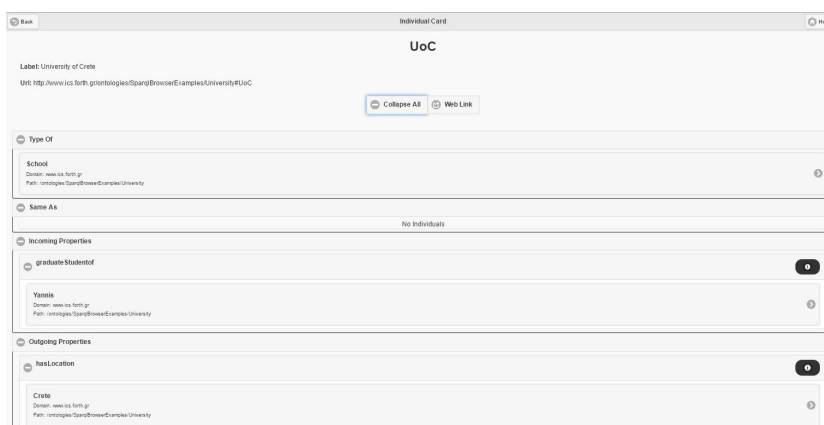 Back
Individual Card
UoC
Label: University of Crete
Url: http://www.ics.forth.gr/ontologies/SparqlBrowserExamples/University#UoC
Collapse All
Web Link
Type Of
School
Domain: www.ics.forth.gr
Path: /ontologies/SparqlBrowserExamples/University
Same As
No Individuals
Incoming Properties
graduateStudentof
Yannis
Domain: www.ics.forth.gr
Path: /ontologies/SparqlBrowserExamples/University
Outgoing Properties
hasLocation
Crete
Domain: www.ics.forth.gr
Path: /ontologies/SparqlBrowserExamples/University